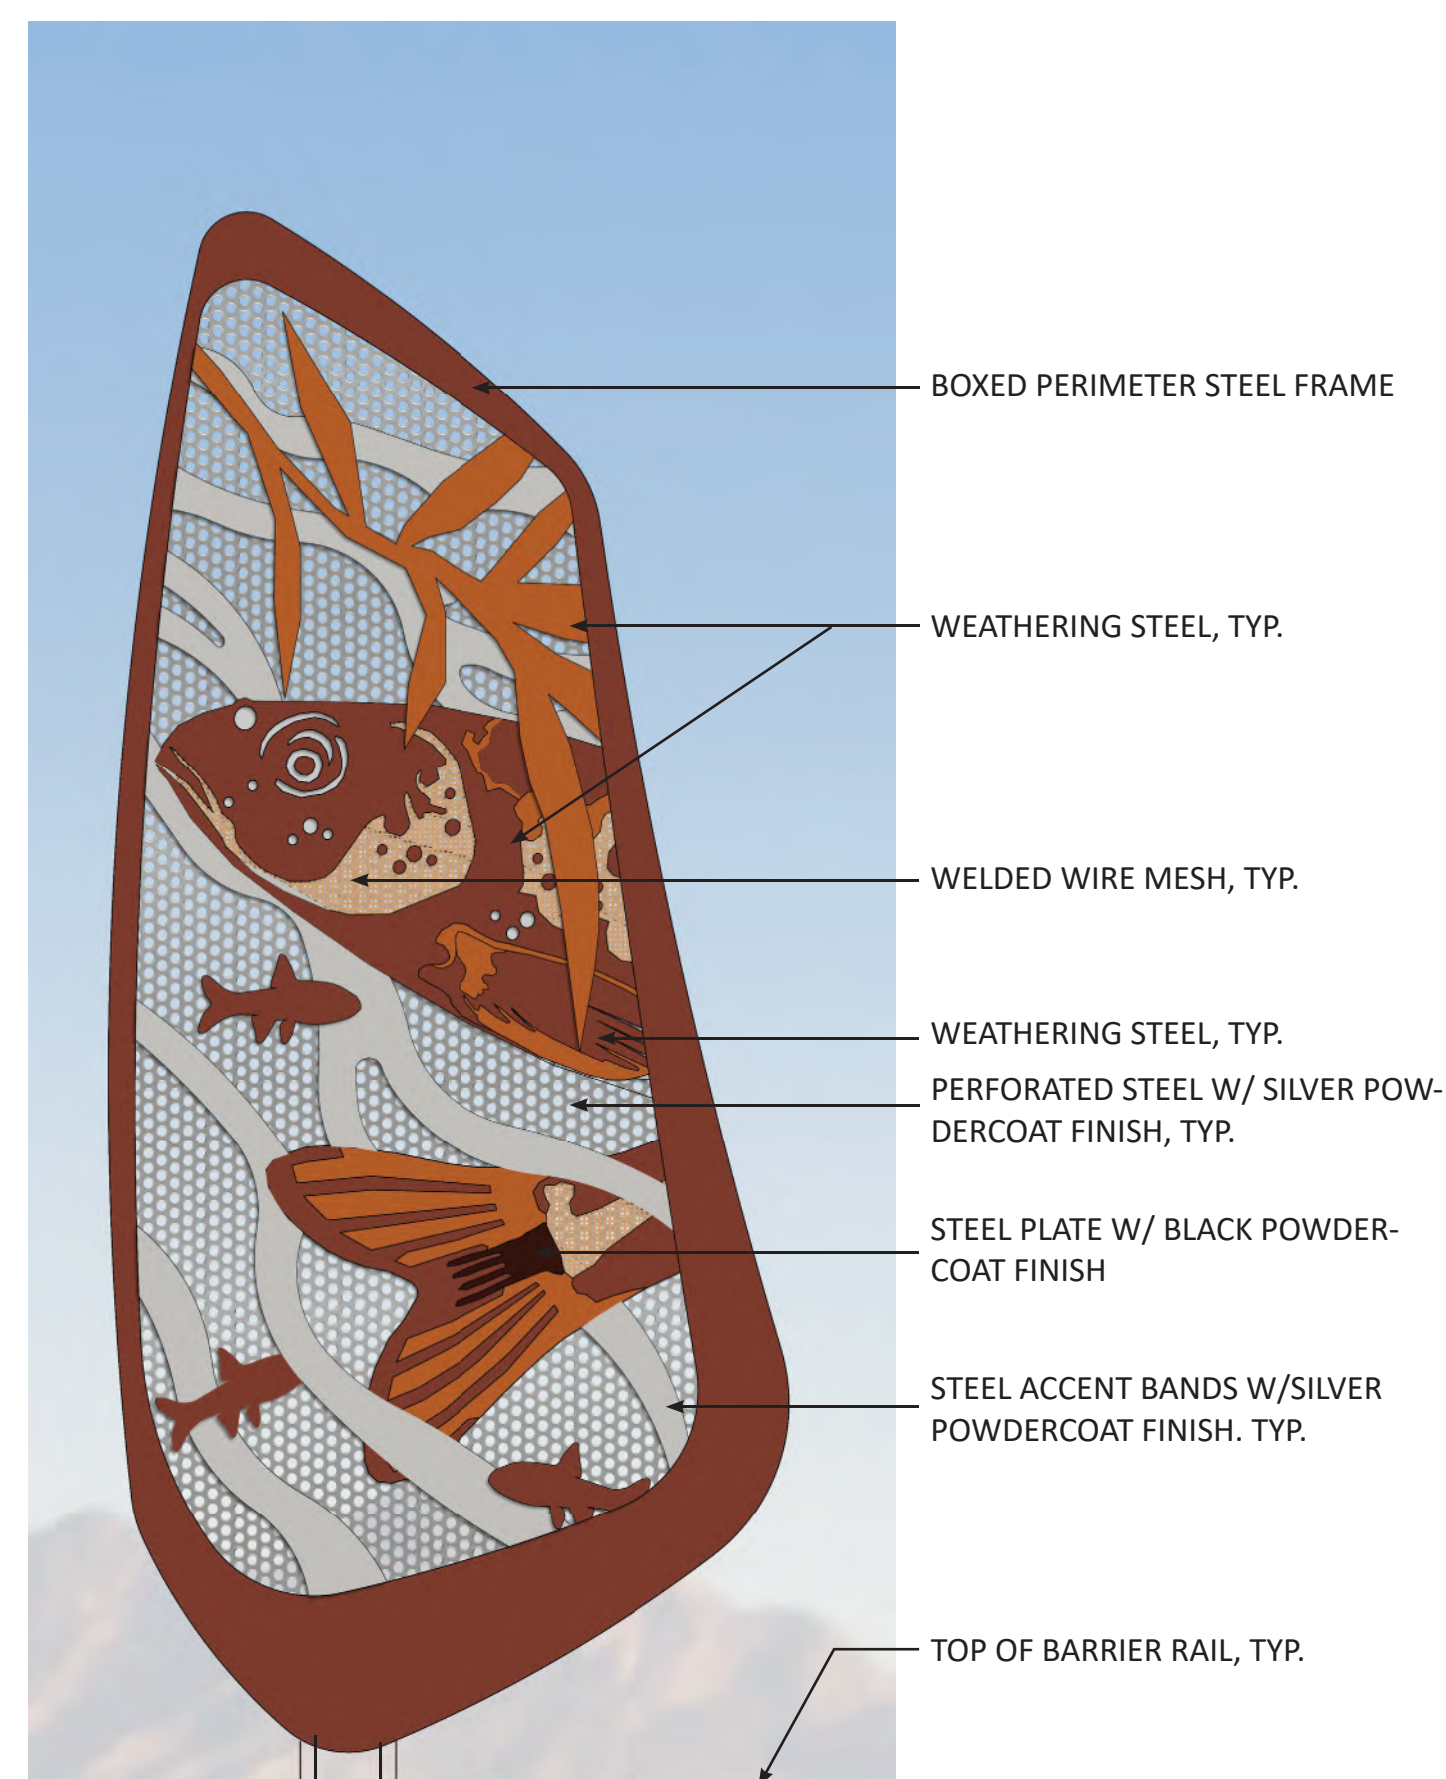 BOXED PERIMETER STEEL FRAME
WEATHERING STEEL, TYP.
WELDED WIRE MESH, TYP.
WEATHERING STEEL, TYP.
PERFORATED STEEL W/ SILVER POW-
DERCOAT FINISH, TYP.
STEEL PLATE W/ BLACK POWDER-
COAT FINISH
STEEL ACCENT BANDS W/SILVER
POWDERCOAT FINISH. TYP.
TOP OF BARRIER RAIL, TYP.